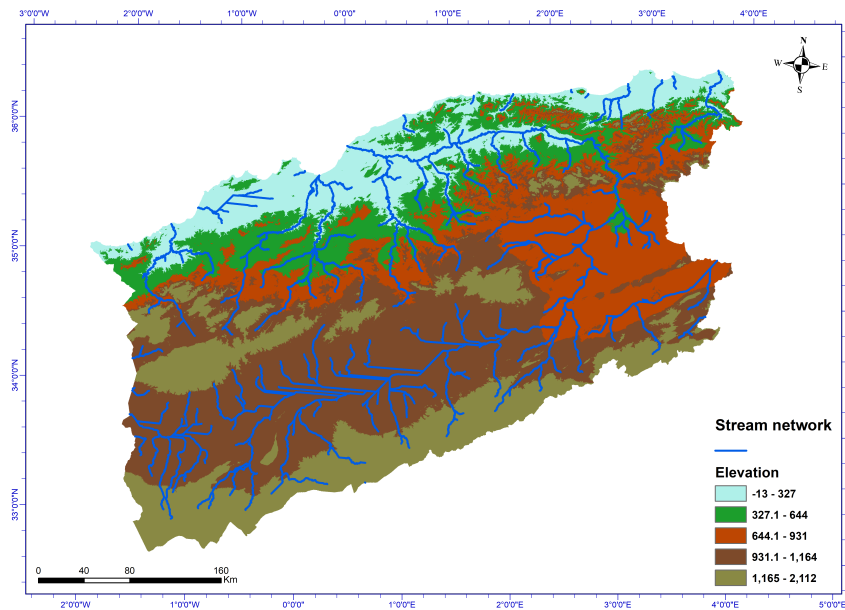 3°0'0"W 2°0'0"W 1°0'0"W 0°0'0" 1°0'0"E 2°0'0"E 3°0'0"E 4°0'0"E
N
W E
S
36°0'0"N
35°0'0"N
34°0'0"N
33°0'0"N
Stream network
Elevation
-13 - 327
327.1 - 644
644.1 - 931
931.1 - 1,164
1,165 - 2,112
0 40 80 160
Km
2°0'0"W 1°0'0"W 0°0'0" 1°0'0"E 2°0'0"E 3°0'0"E 4°0'0"E 5°0'0"E